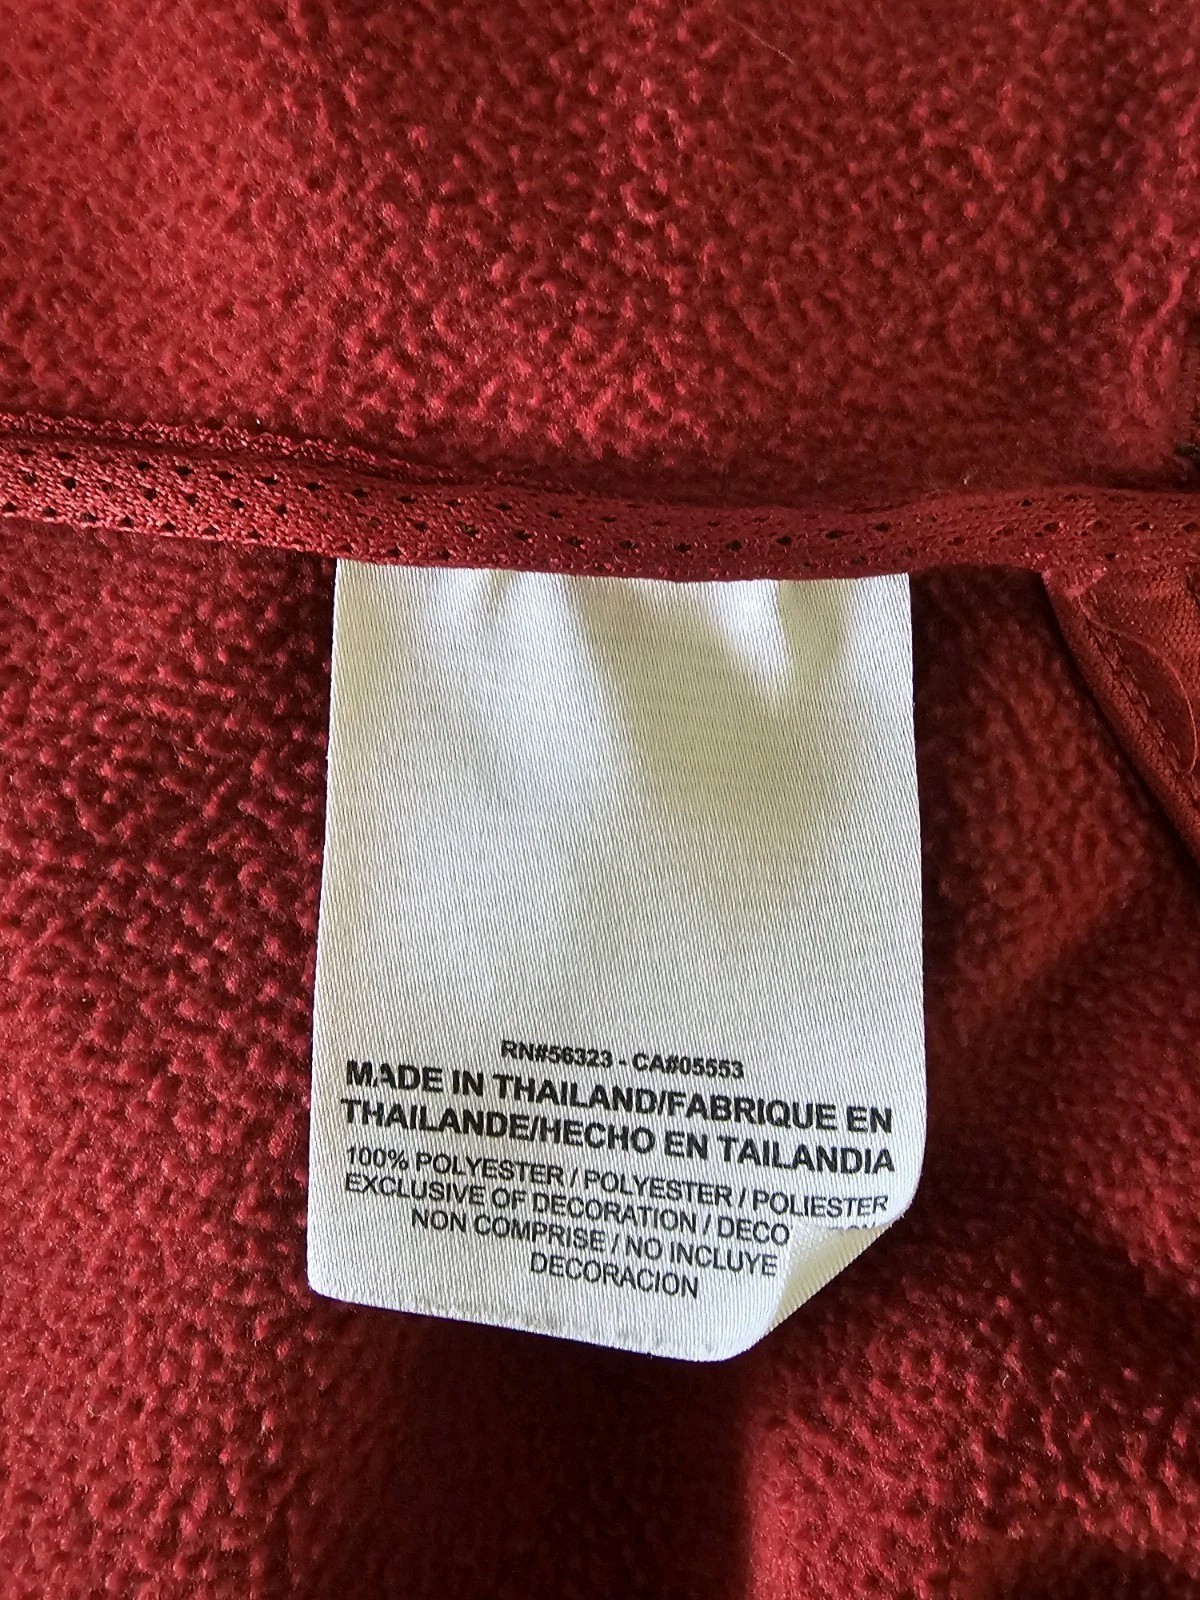 RN#56323 - CA#05553
MADE IN THAILAND/FABRIQUE EN
THAILANDE/HECHO EN TAILANDIA
100% POLYESTER / POLYESTER / POLIESTER
EXCLUSIVE OF DECORATION / DECO
NON COMPRISE / NO INCLUYE
DECORACION